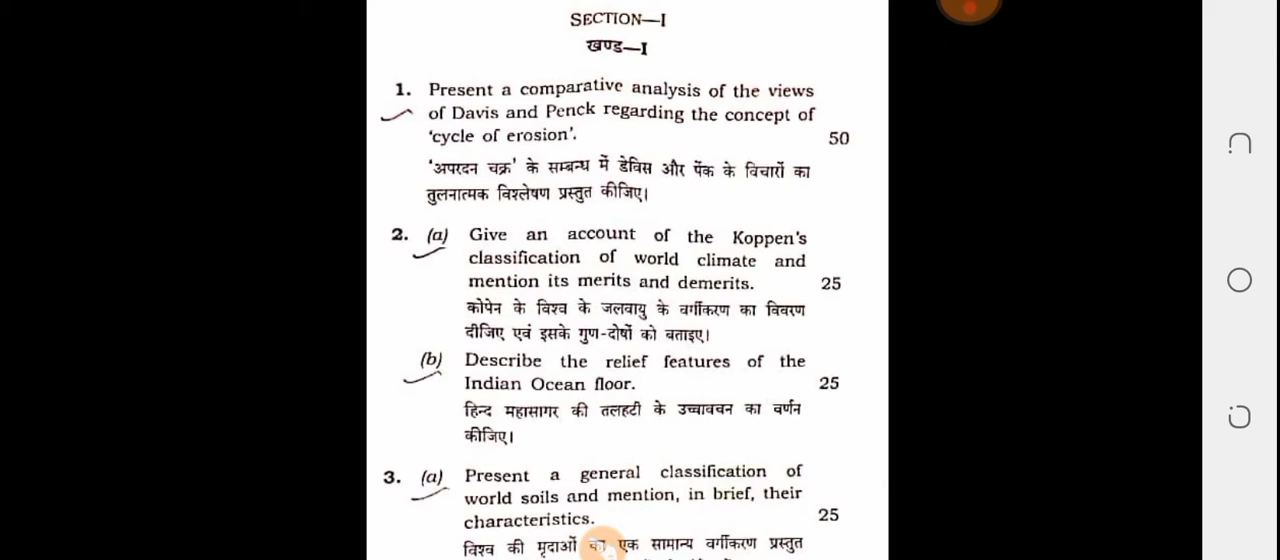 SECTION—I
खण्ड—I
1. Present a comparative analysis of the views
of Davis and Penck regarding the concept of
‘cycle of erosion’. 50
‘अपरदन चक्र’ के सम्बन्ध में डेविस और पेंक के विचारों का
तुलनात्मक विश्लेषण प्रस्तुत कीजिए।
2. (a) Give an account of the Koppen's
classification of world climate and
mention its merits and demerits. 25
कोपेन के विश्व के जलवायु के वर्गीकरण का विवरण
दीजिए एवं इसके गुण-दोषों को बताइए।
(b) Describe the relief features of the
Indian Ocean floor. 25
हिन्द महासागर की तलहटी के उच्चावचन का वर्णन
कीजिए।
3. (a) Present a general classification of
world soils and mention, in brief, their
characteristics. 25
विश्व की मृदाओं का एक सामान्य वर्गीकरण प्रस्तुत